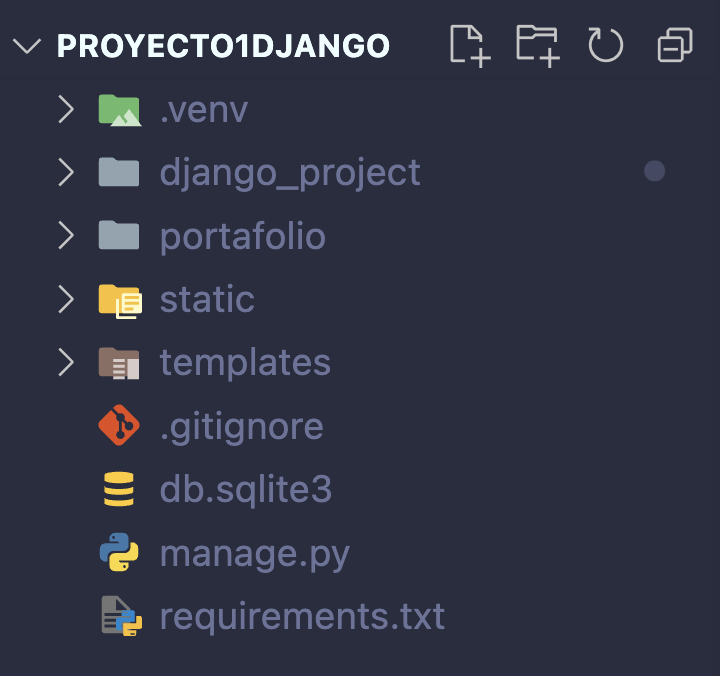 PROYECTO1DJANGO
.venv
django_project
portafolio
static
templates
.gitignore
db.sqlite3
manage.py
requirements.txt